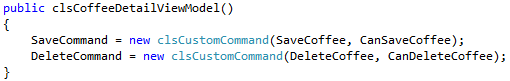 public clsCoffeeDetailViewModel()
{
    SaveCommand = new clsCustomCommand(SaveCoffee, CanSaveCoffee);
    DeleteCommand = new clsCustomCommand(DeleteCoffee, CanDeleteCoffee);
}